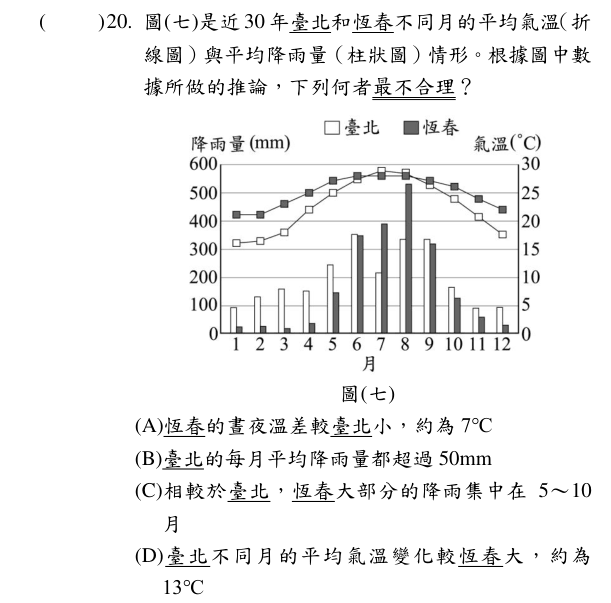 (　　)20. 圖(七)是近30年臺北和恆春不同月的平均氣溫(折
線圖)與平均降雨量(柱狀圖)情形。根據圖中數
據所做的推論，下列何者最不合理？
臺北 恆春
降雨量(mm) 氣溫(℃)
600 30
500 25
400 20
300 15
200 10
100 5
0 0
1 2 3 4 5 6 7 8 9 10 11 12
月
圖(七)
(A)恆春的晝夜溫差較臺北小，約為7℃
(B)臺北的每月平均降雨量都超過50mm
(C)相較於臺北，恆春大部分的降雨集中在 5～10
月
(D)臺北不同月的平均氣溫變化較恆春大，約為
13℃